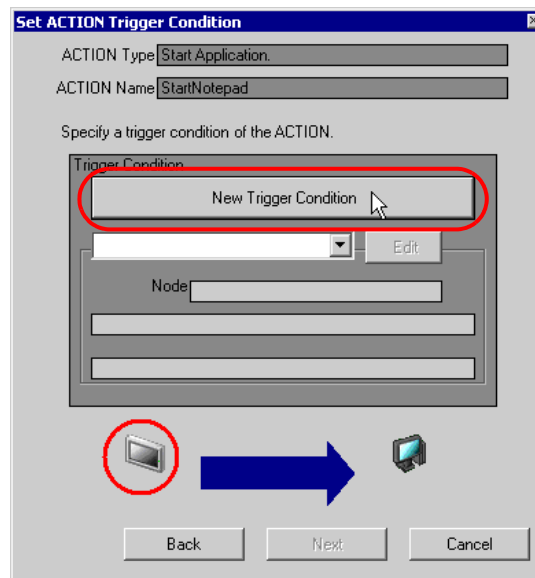 Set ACTION Trigger Condition
ACTION Type Start Application.
ACTION Name StartNotepad
Specify a trigger condition of the ACTION.
Trigger Condition
New Trigger Condition
Edit
Node
Back Next Cancel